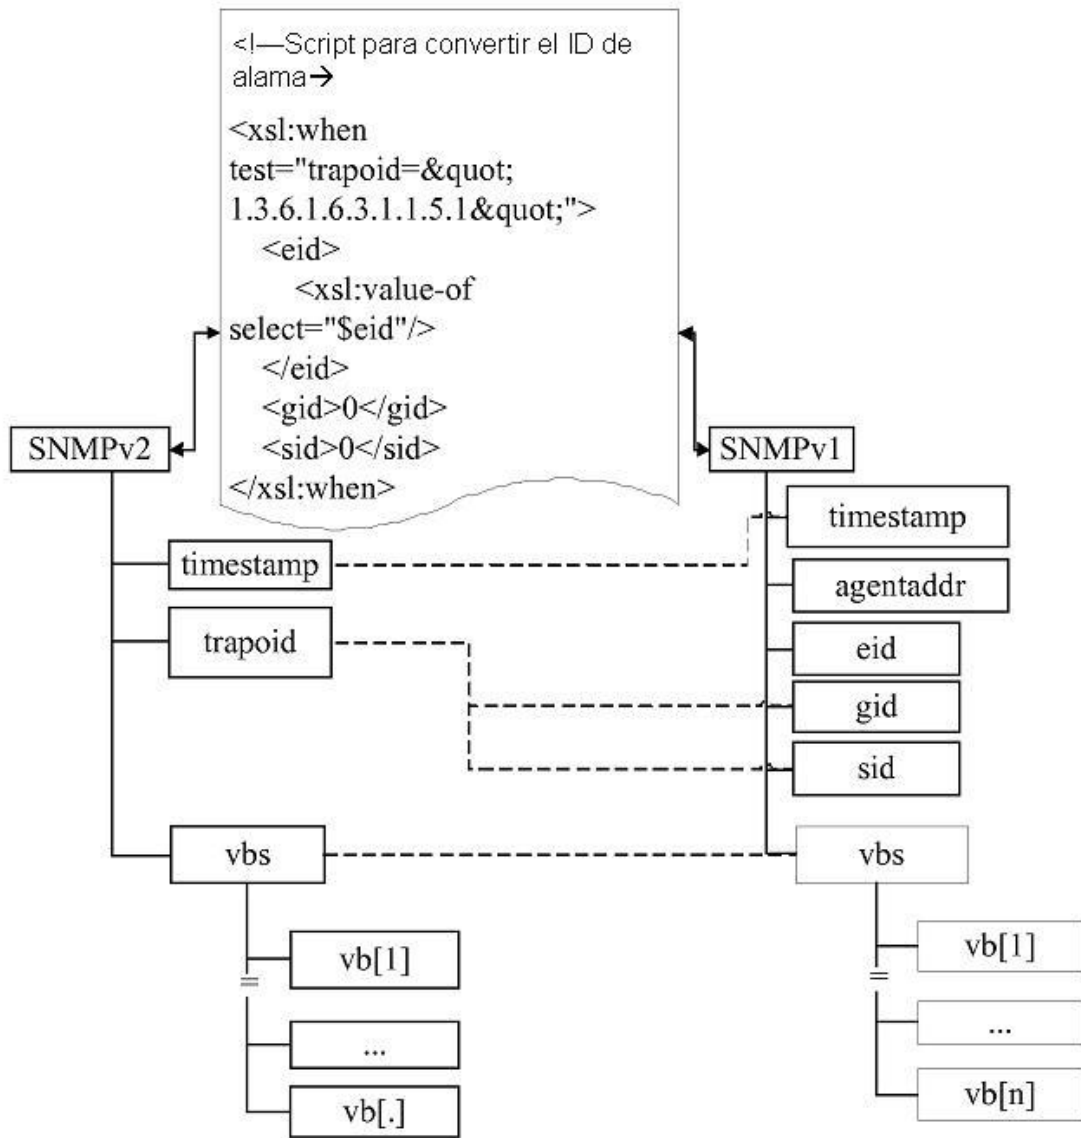 <!—Script para convertir el ID de
alama→
<xsl:when
test="trapoid=&quot;
1.3.6.1.6.3.1.1.5.1&quot;">
<eid>
<xsl:value-of
select="$eid"/>
</eid>
<gid>0</gid>
<sid>0</sid>
</xsl:when>
SNMPv2
timestamp
trapoid
vbs
vb[1]
...
vb[.]
SNMPv1
timestamp
agentaddr
eid
gid
sid
vbs
vb[1]
...
vb[n]